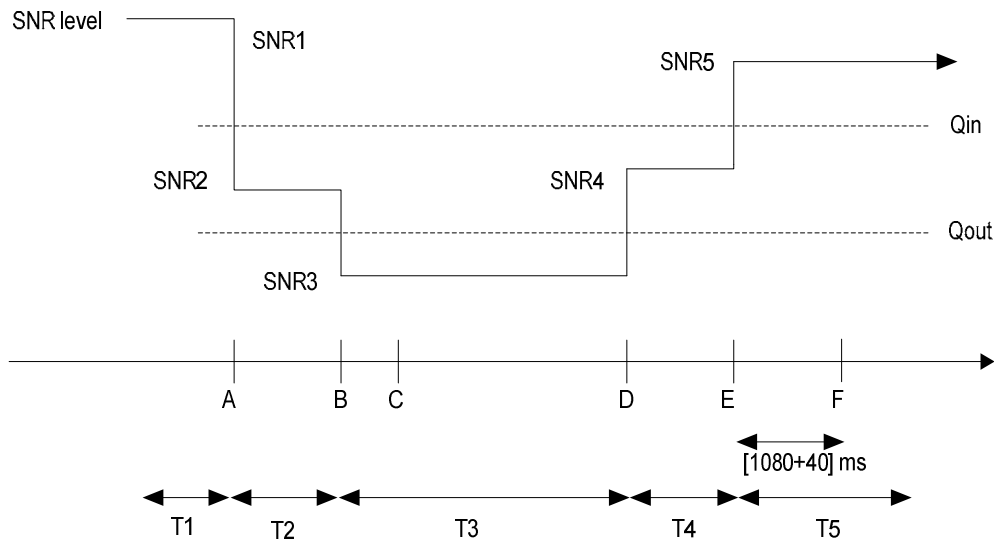 SNR level
SNR1
SNR5
Qin
SNR2
SNR4
Qout
SNR3
A B C D E F
[1080+40] ms
T1 T2 T3 T4 T5